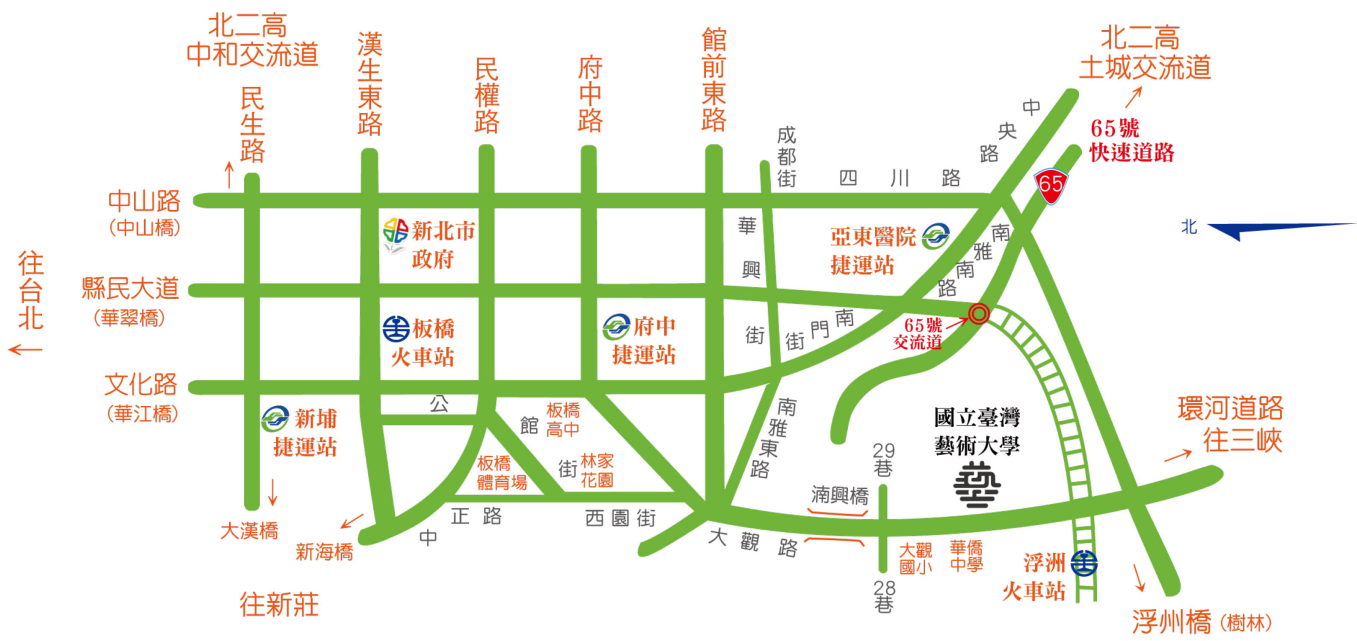 北二高
中和交流道
漢生東路
民權路
府中路
館前東路
民生路
北二高
土城交流道
65號
快速道路
65
中央路
成都街
四川路
中山路
(中山橋)
新北市
政府
華興街
亞東醫院
捷運站
南雅南路
北
往台北
縣民大道
(華翠橋)
板橋
火車站
府中
捷運站
南門街
65號
交流道
文化路
(華江橋)
新埔
捷運站
公館街
板橋
高中
南雅東路
國立臺灣
藝術大學
環河道路
往三峽
板橋
體育場
林家
花園
29巷
湳興橋
大漢橋
新海橋
中正路
西園街
大觀路
大觀
國小
華僑
中學
浮洲
火車站
28巷
往新莊
浮州橋 (樹林)